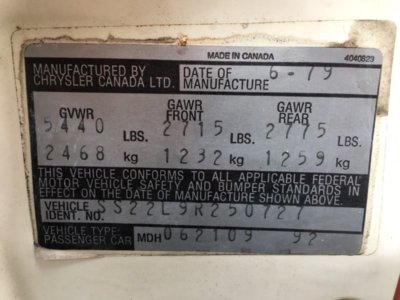 MADE IN CANADA 4040823
MANUFACTURED BY
CHRYSLER CANADA LTD.
DATE OF
MANUFACTURE
6-79
GVWR
GAWR
FRONT
GAWR
REAR
5440 LBS. 2715 LBS. 2775 LBS.
2468 kg 1232 kg 1259 kg
THIS VEHICLE CONFORMS TO ALL APPLICABLE FEDERAL
MOTOR VEHICLE SAFETY AND BUMPER STANDARDS IN
EFFECT ON THE DATE OF MANUFACTURE SHOWN ABOVE.
VEHICLE
IDENT. NO.
SS22L9R250727
VEHICLE TYPE-
PASSENGER CAR
MDH 062109 92